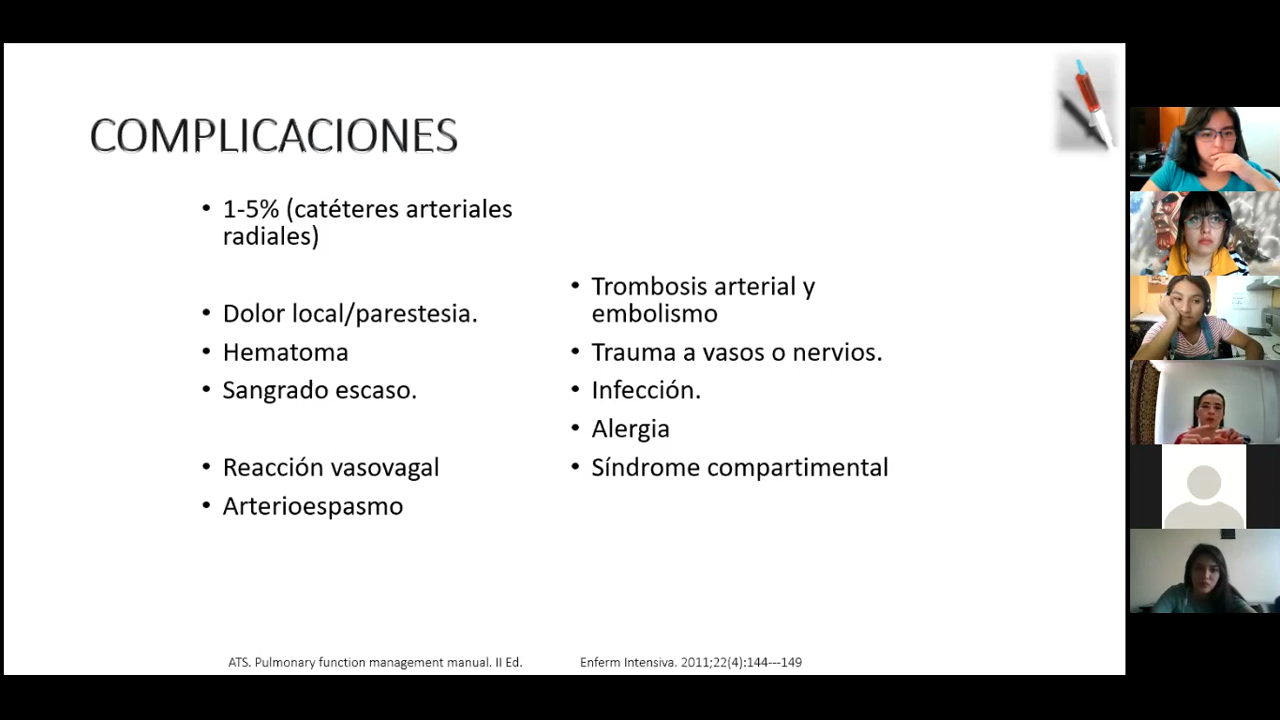 COMPLICACIONES
• 1-5% (catéteres arteriales
radiales)
• Dolor local/parestesia.
• Hematoma
• Sangrado escaso.
• Reacción vasovagal
• Arterioespasmo
• Trombosis arterial y
embolismo
• Trauma a vasos o nervios.
• Infección.
• Alergia
• Síndrome compartimental
ATS. Pulmonary function management manual. II Ed.
Enferm Intensiva. 2011;22(4):144---149